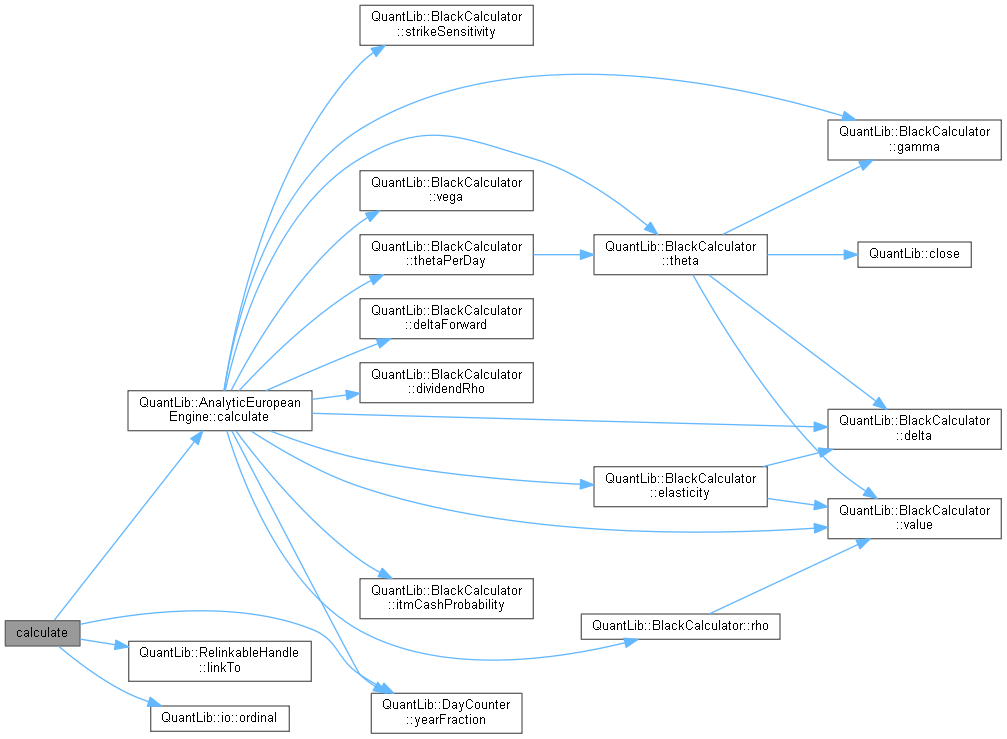 QuantLib::BlackCalculator
::strikeSensitivity
QuantLib::BlackCalculator
::gamma
QuantLib::BlackCalculator
::vega
QuantLib::BlackCalculator
::thetaPerDay
QuantLib::BlackCalculator
::theta
QuantLib::close
QuantLib::BlackCalculator
::deltaForward
QuantLib::BlackCalculator
::dividendRho
QuantLib::AnalyticEuropean
Engine::calculate
QuantLib::BlackCalculator
::delta
QuantLib::BlackCalculator
::elasticity
QuantLib::BlackCalculator
::value
QuantLib::BlackCalculator
::itmCashProbability
QuantLib::BlackCalculator::rho
calculate
QuantLib::RelinkableHandle
::linkTo
QuantLib::DayCounter
::yearFraction
QuantLib::io::ordinal